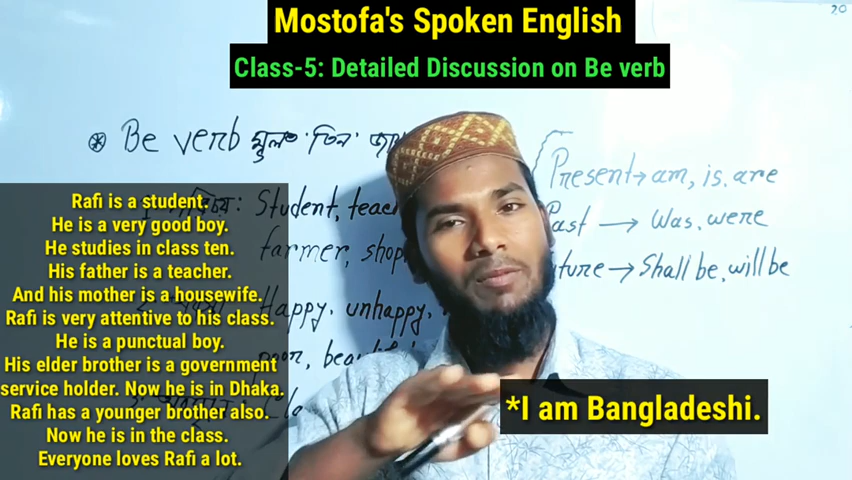 Mostofa's Spoken English
Class-5: Detailed Discussion on Be verb
20
Be verb মূলত তিন
Student, teac
farmer, shop
Happy, unhappy,
Present → am, is, are
ast → Was, were
uture → Shall be, will be
Rafi is a student.
He is a very good boy.
He studies in class ten.
His father is a teacher.
And his mother is a housewife.
Rafi is very attentive to his class.
He is a punctual boy.
His elder brother is a government
service holder. Now he is in Dhaka.
Rafi has a younger brother also.
Now he is in the class.
Everyone loves Rafi a lot.
*I am Bangladeshi.